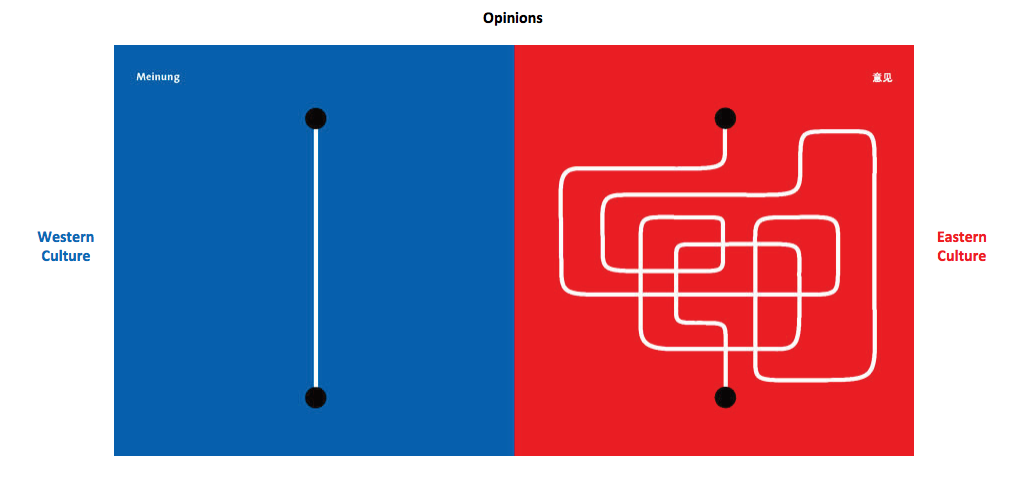 Opinions
Meinung
意见
Western
Culture
Eastern
Culture